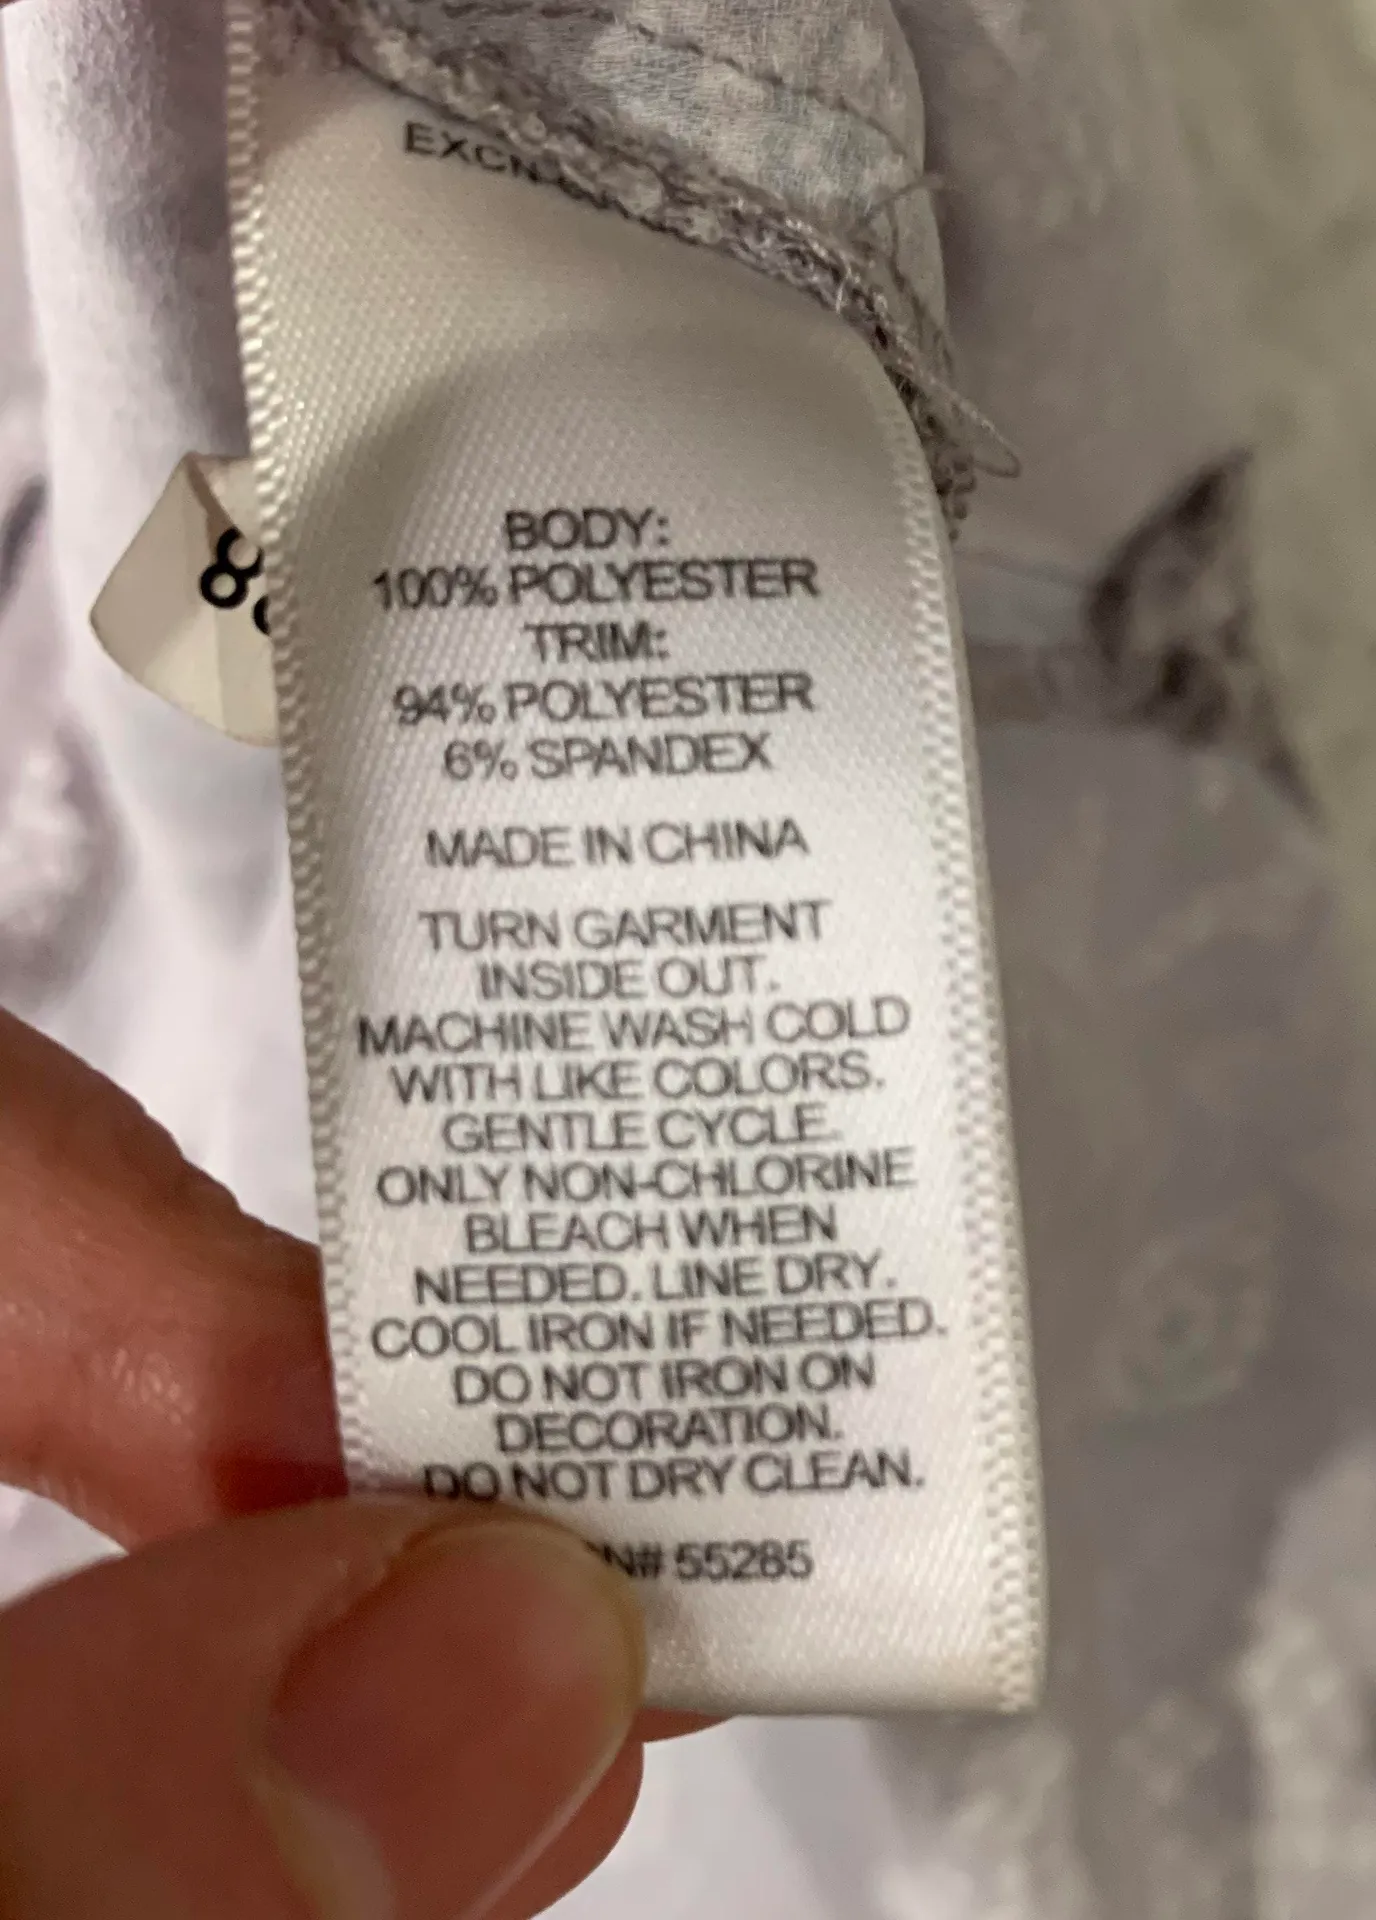 EXCN
8
BODY:
100% POLYESTER
TRIM:
94% POLYESTER
6% SPANDEX
MADE IN CHINA
TURN GARMENT
INSIDE OUT.
MACHINE WASH COLD
WITH LIKE COLORS.
GENTLE CYCLE.
ONLY NON-CHLORINE
BLEACH WHEN
NEEDED. LINE DRY.
COOL IRON IF NEEDED.
DO NOT IRON ON
DECORATION.
DO NOT DRY CLEAN.
N# 55285